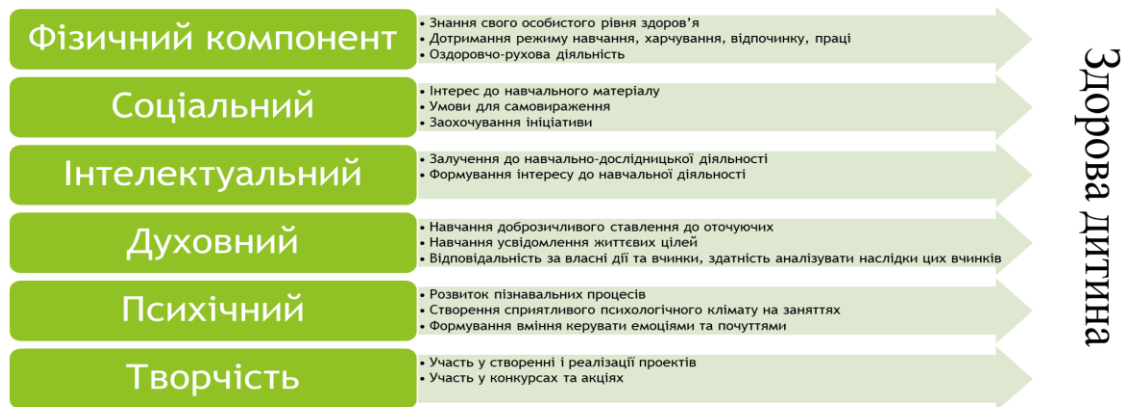 Фізичний компонент
• Знання свого особистого рівня здоров’я
• Дотримання режиму навчання, харчування, відпочинку, праці
• Оздоровчо-рухова діяльність
Соціальний
• Інтерес до навчального матеріалу
• Умови для самовираження
• Заохочування ініціативи
Інтелектуальний
• Залучення до навчально-дослідницької діяльності
• Формування інтересу до навчальної діяльності
Духовний
• Навчання доброзичливого ставлення до оточуючих
• Навчання усвідомлення життєвих цілей
• Відповідальність за власні дії та вчинки, здатність аналізувати наслідки цих вчинків
Психічний
• Розвиток пізнавальних процесів
• Створення сприятливого психологічного клімату на заняттях
• Формування вміння керувати емоціями та почуттями
Творчість
• Участь у створенні і реалізації проектів
• Участь у конкурсах та акціях
Здорова дитина